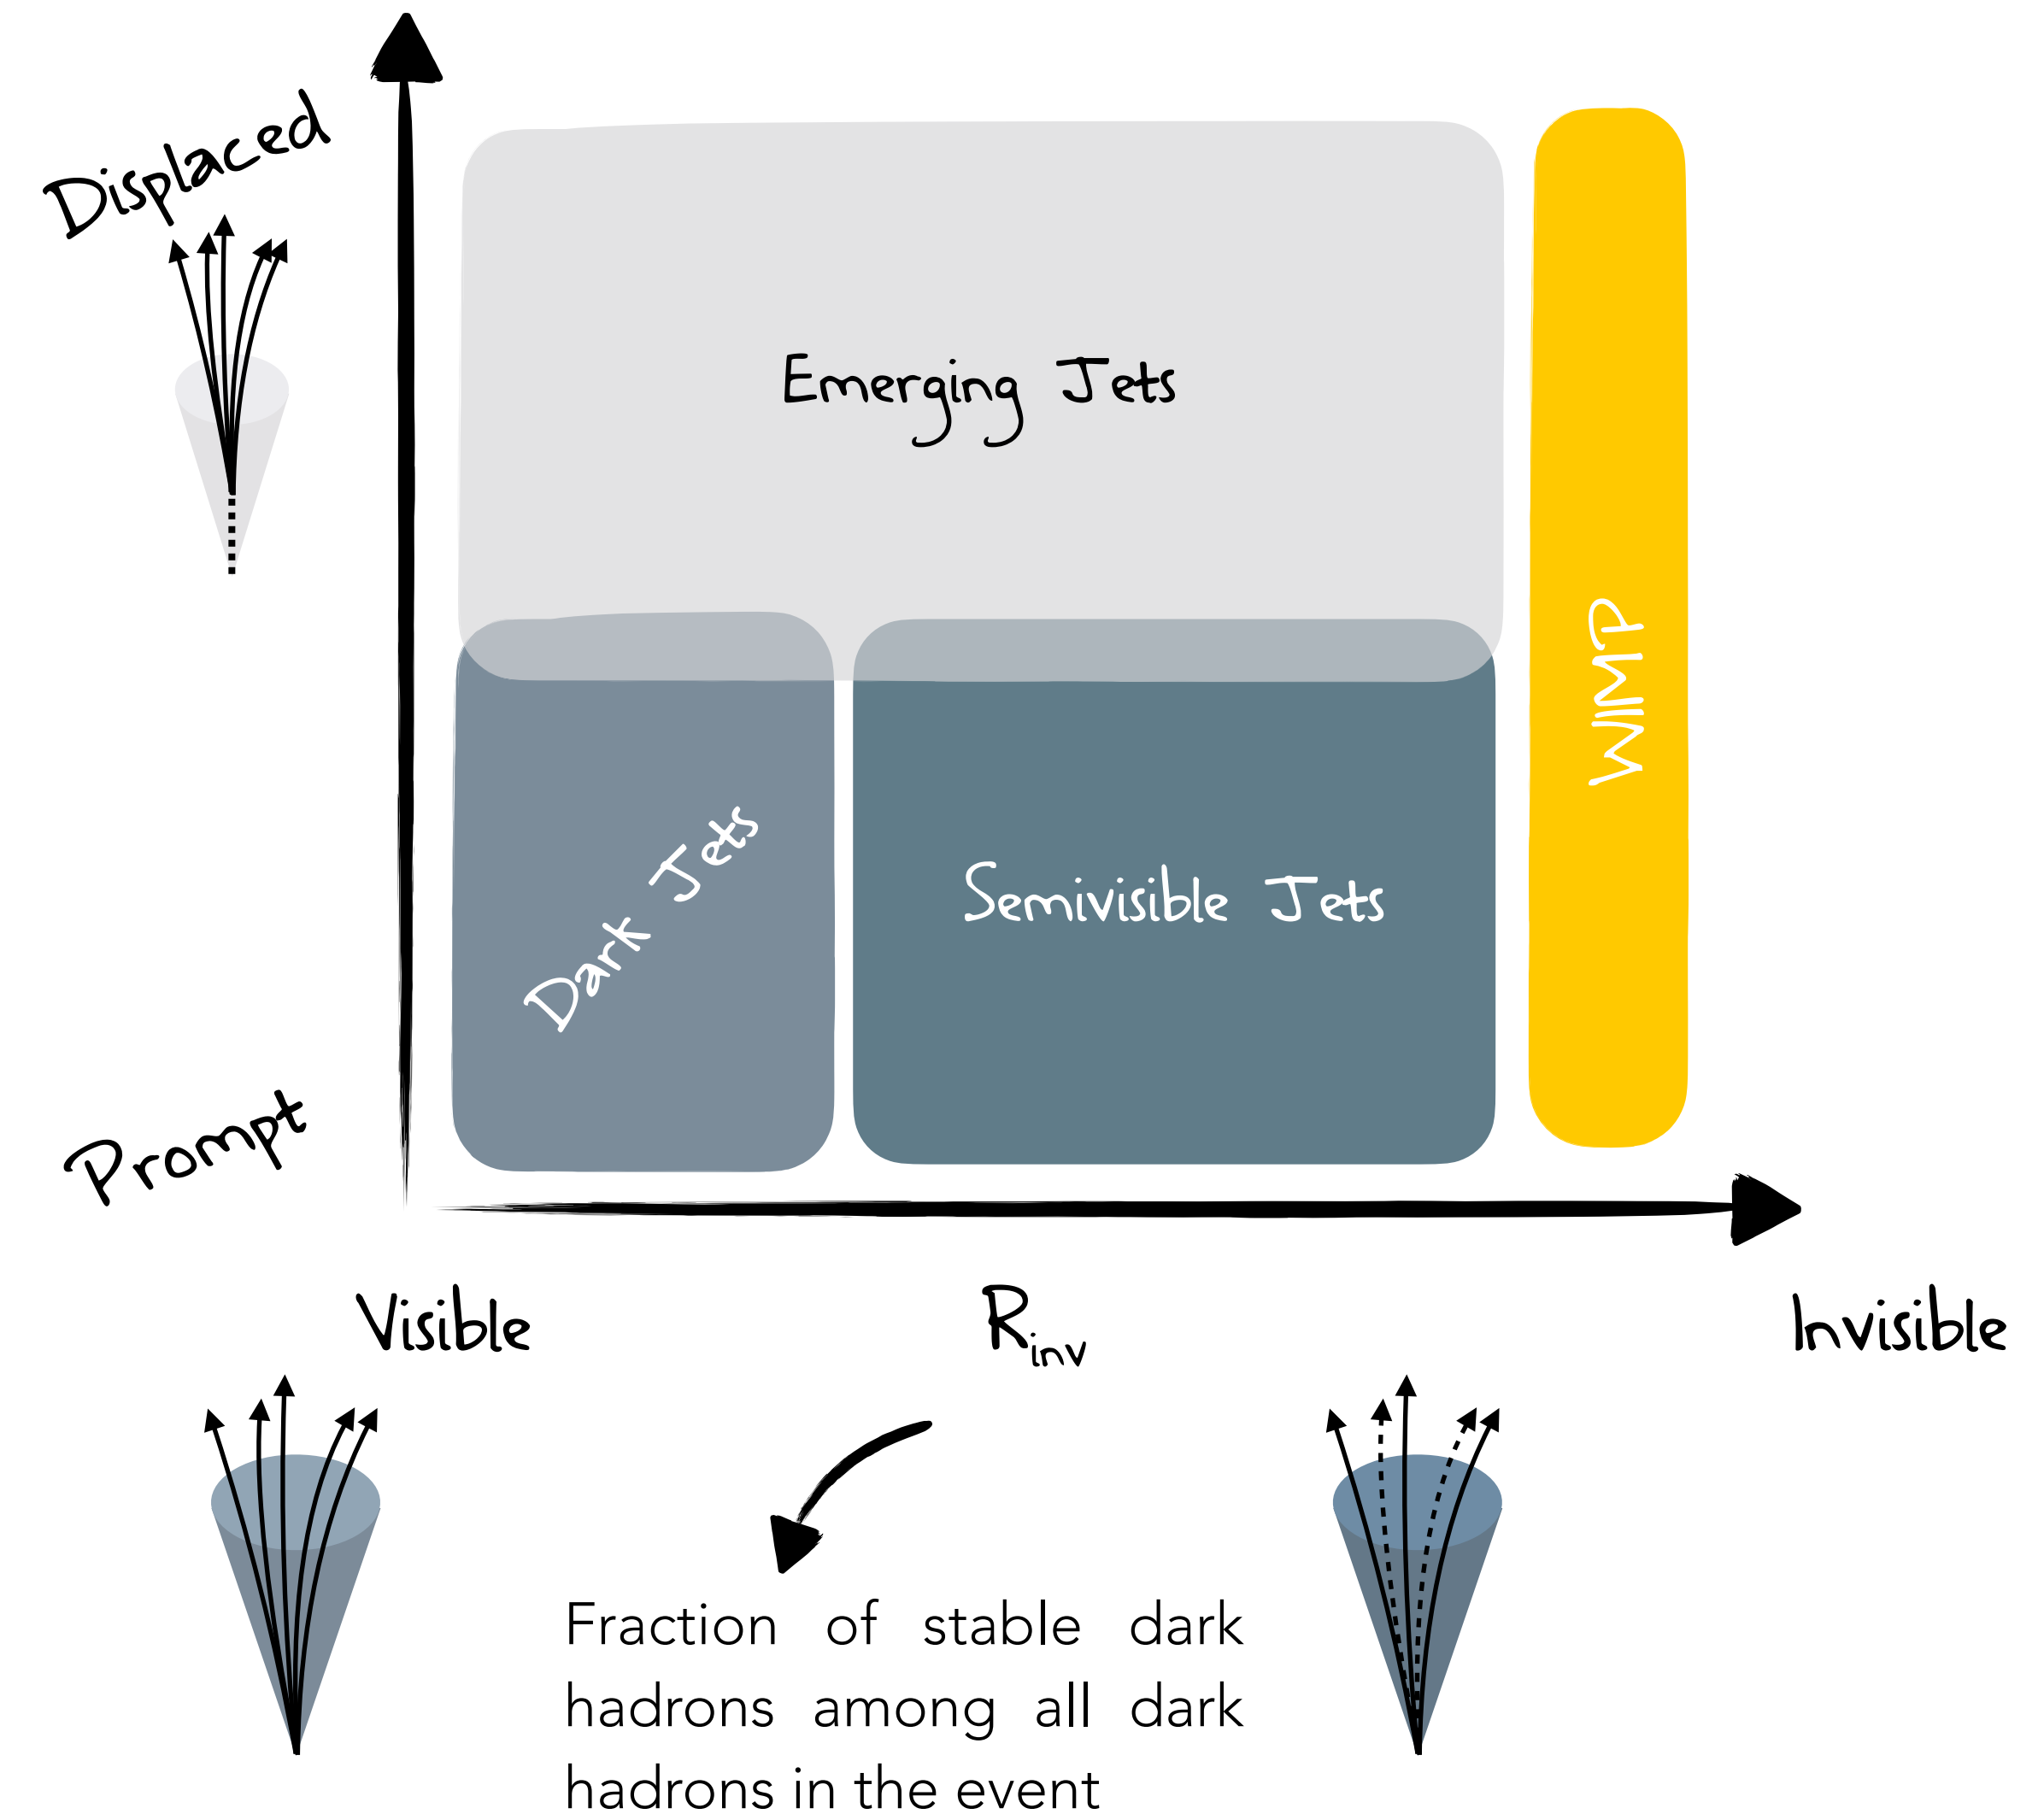 Displaced
Emerging Jets
WIMP
Dark Jets
Semivisible Jets
Prompt
Visible
R_inv
Invisible
Fraction of stable dark
hadrons among all dark
hadrons in the event